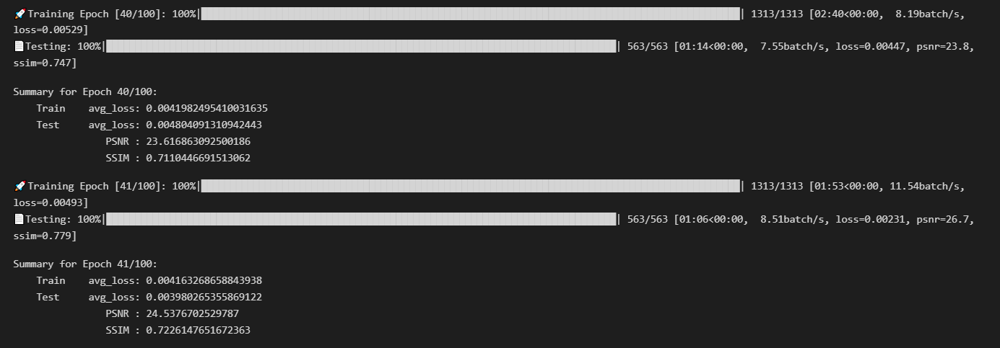 🚀Training Epoch [40/100]: 100%|██████████| 1313/1313 [02:40<00:00,  8.19batch/s,
loss=0.00529]
📄Testing: 100%|██████████| 563/563 [01:14<00:00,  7.55batch/s, loss=0.00447, psnr=23.8,
ssim=0.747]
Summary for Epoch 40/100:
Train    avg_loss: 0.0041982495410031635
Test     avg_loss: 0.004804091310942443
PSNR : 23.616863092500186
SSIM : 0.7110446691513062
🚀Training Epoch [41/100]: 100%|██████████| 1313/1313 [01:53<00:00, 11.54batch/s,
loss=0.00493]
📄Testing: 100%|██████████| 563/563 [01:06<00:00,  8.51batch/s, loss=0.00231, psnr=26.7,
ssim=0.779]
Summary for Epoch 41/100:
Train    avg_loss: 0.004163268658843938
Test     avg_loss: 0.003980265355869122
PSNR : 24.5376702529787
SSIM : 0.7226147651672363